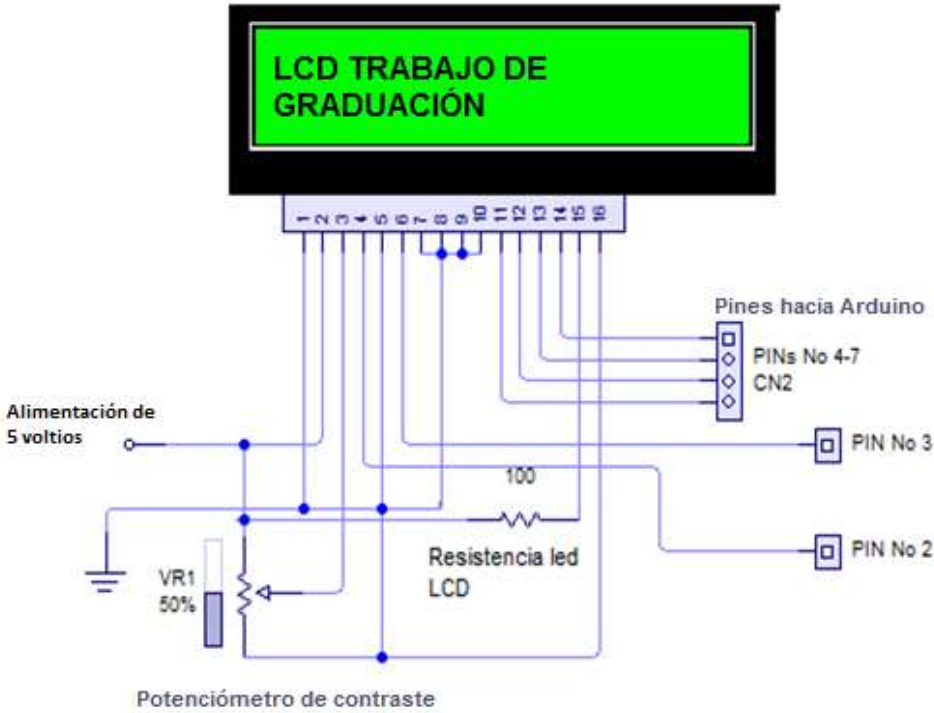 LCD TRABAJO DE
GRADUACIÓN
1 2 3 4 5 6 7 8 9 10 11 12 13 14 15 16
Pines hacia Arduino
PINs No 4-7
CN2
Alimentación de
5 voltios
PIN No 3
100
Resistencia led
LCD
PIN No 2
VR1
50%
Potenciómetro de contraste